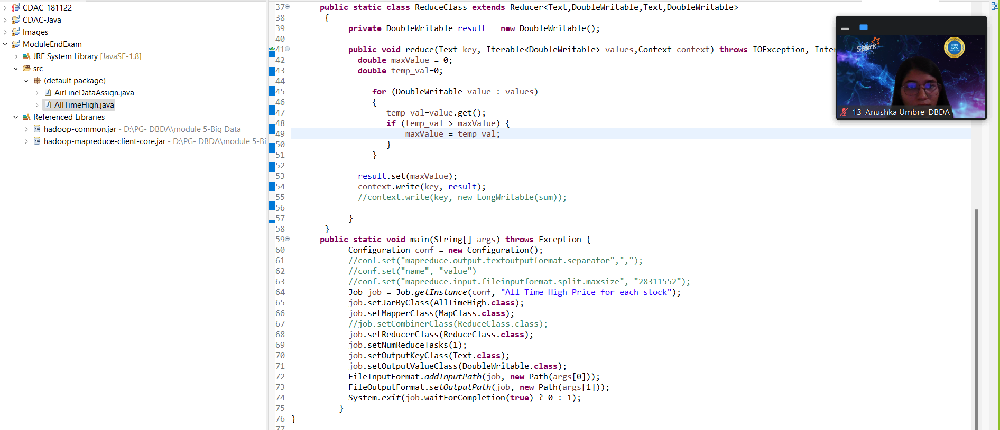 CDAC-181122
CDAC-Java
Images
ModuleEndExam
JRE System Library [JavaSE-1.8]
src
(default package)
AirLineDataAssign.java
AllTimeHigh.java
Referenced Libraries
hadoop-common.jar - D:\PG- DBDA\module 5-Big Data
hadoop-mapreduce-client-core.jar - D:\PG- DBDA\module 5-Bi
37 public static class ReduceClass extends Reducer<Text,DoubleWritable,Text,DoubleWritable>
38 {
39 private DoubleWritable result = new DoubleWritable();
40
41 public void reduce(Text key, Iterable<DoubleWritable> values,Context context) throws IOException, Inter
42 double maxValue = 0;
43 double temp_val=0;
44
45 for (DoubleWritable value : values)
46 {
47 temp_val=value.get();
48 if (temp_val > maxValue) {
49 maxValue = temp_val;
50 }
51 }
52
53 result.set(maxValue);
54 context.write(key, result);
55 //context.write(key, new LongWritable(sum));
56
57 }
58 }
59 public static void main(String[] args) throws Exception {
60 Configuration conf = new Configuration();
61 //conf.set("mapreduce.output.textoutputformat.separator",",");
62 //conf.set("name", "value")
63 //conf.set("mapreduce.input.fileinputformat.split.maxsize", "28311552");
64 Job job = Job.getInstance(conf, "All Time High Price for each stock");
65 job.setJarByClass(AllTimeHigh.class);
66 job.setMapperClass(MapClass.class);
67 //job.setCombinerClass(ReduceClass.class);
68 job.setReducerClass(ReduceClass.class);
69 job.setNumReduceTasks(1);
70 job.setOutputKeyClass(Text.class);
71 job.setOutputValueClass(DoubleWritable.class);
72 FileInputFormat.addInputPath(job, new Path(args[0]));
73 FileOutputFormat.setOutputPath(job, new Path(args[1]));
74 System.exit(job.waitForCompletion(true) ? 0 : 1);
75 }
76 }
77
Spark
13_Anushka Umbre_DBDA